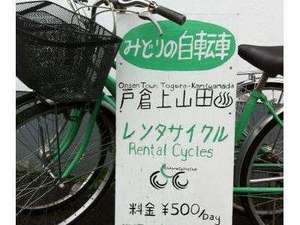 みどりの自転車
Onsen Town Togura-Kamiyamada
戸倉上山田♨
レンタサイクル
Rental Cycles
料金 ¥500/Day